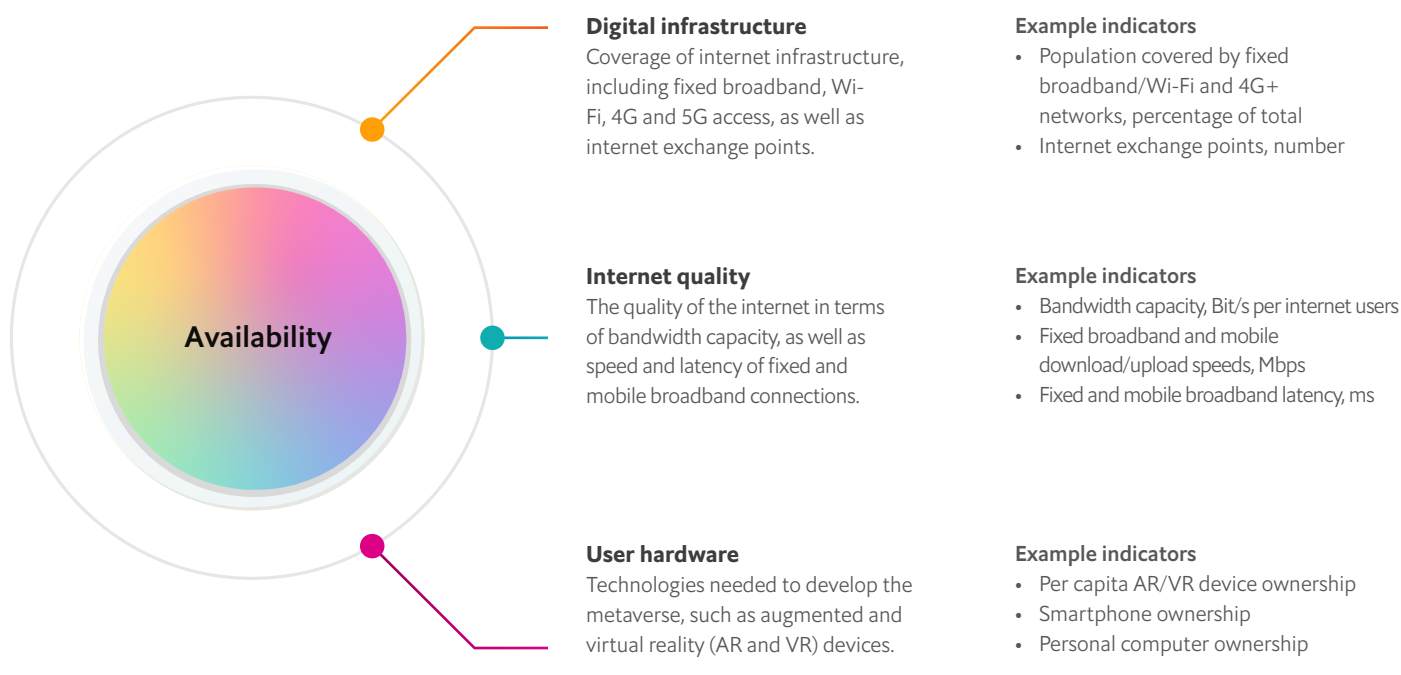 Availability
Digital infrastructure
Coverage of internet infrastructure,
including fixed broadband, Wi-
Fi, 4G and 5G access, as well as
internet exchange points.
Example indicators
• Population covered by fixed
broadband/Wi-Fi and 4G+
networks, percentage of total
• Internet exchange points, number
Internet quality
The quality of the internet in terms
of bandwidth capacity, as well as
speed and latency of fixed and
mobile broadband connections.
Example indicators
• Bandwidth capacity, Bit/s per internet users
• Fixed broadband and mobile
download/upload speeds, Mbps
• Fixed and mobile broadband latency, ms
User hardware
Technologies needed to develop the
metaverse, such as augmented and
virtual reality (AR and VR) devices.
Example indicators
• Per capita AR/VR device ownership
• Smartphone ownership
• Personal computer ownership